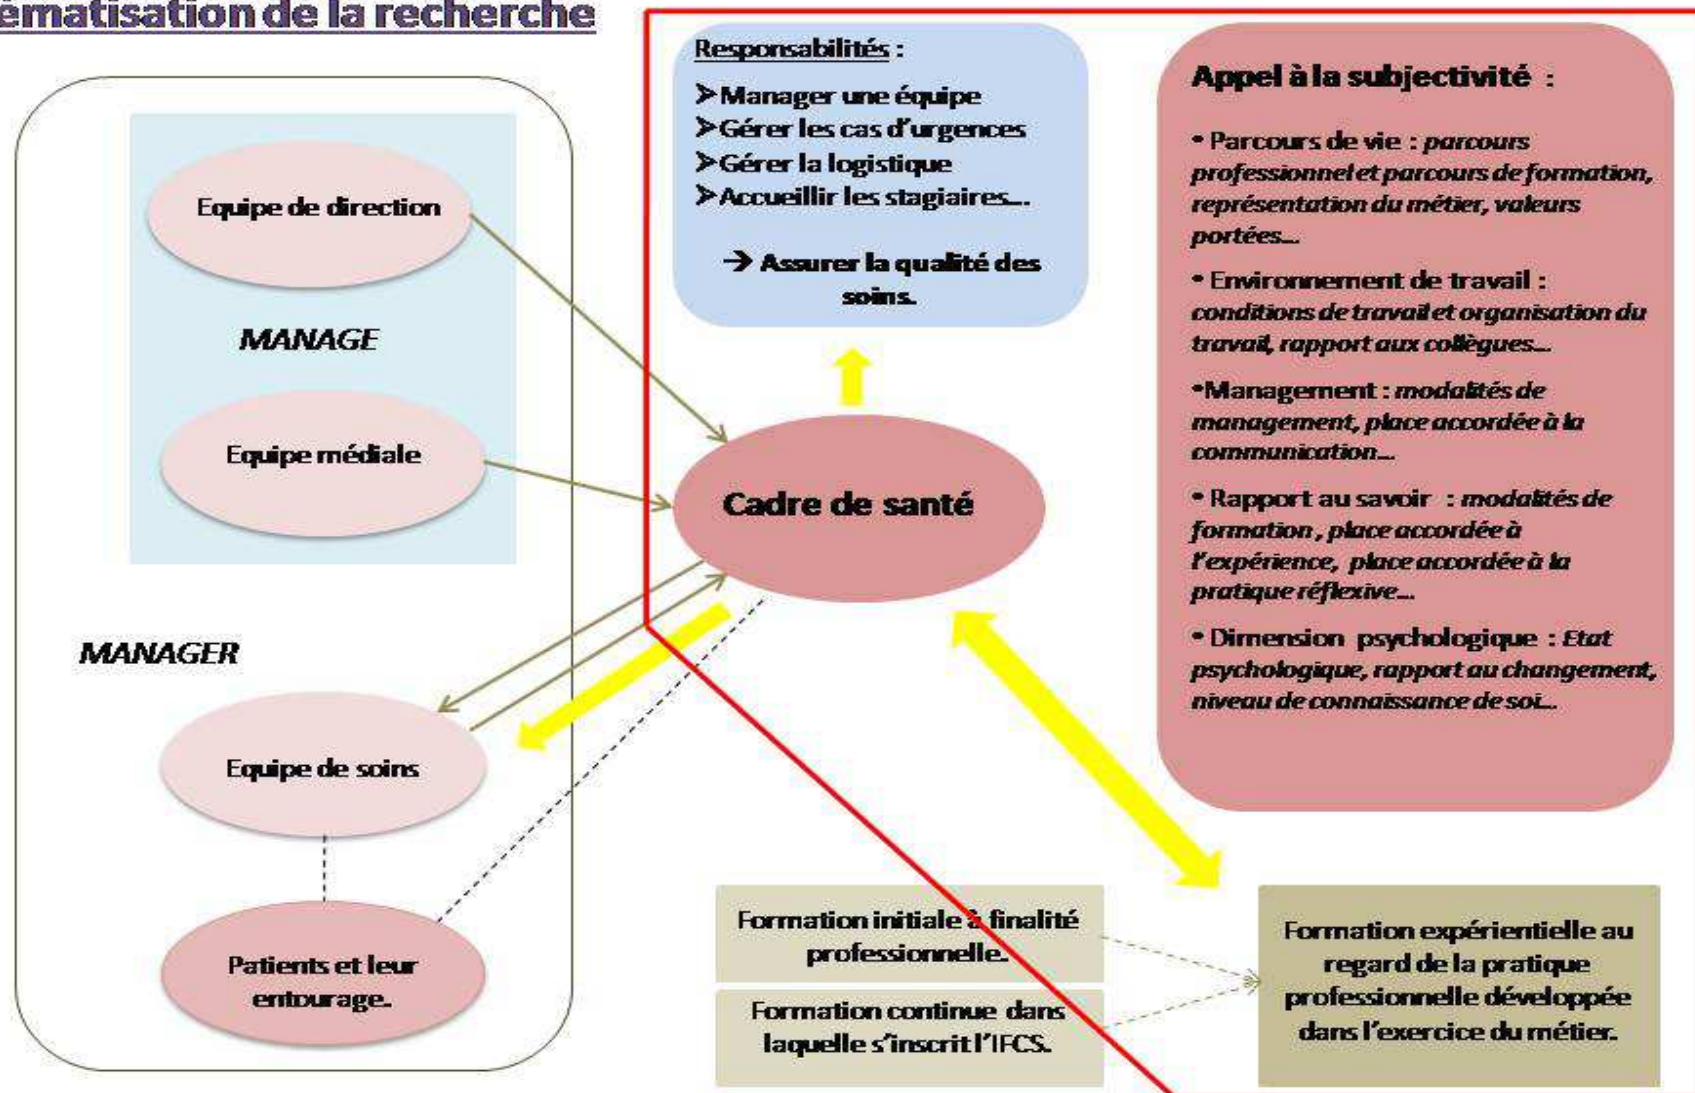 ématisation de la recherche
Equipe de direction
MANAGE
Equipe médiale
MANAGER
Equipe de soins
Patients et leur
entourage.
Responsabilités :
➢Manager une équipe
➢Gérer les cas d'urgences
➢Gérer la logistique
➢Accueillir les stagiaires...
→ Assurer la qualité des
soins.
Cadre de santé
Formation initiale à finalité
professionnelle.
Formation continue dans
laquelle s'inscrit l'IFCS.
Appel à la subjectivité :
• Parcours de vie : parcours
professionnel et parcours de formation,
représentation du métier, valeurs
portées...
• Environnement de travail :
conditions de travail et organisation du
travail, rapport aux collègues...
•Management : modalités de
management, place accordée à la
communication...
• Rapport au savoir : modalités de
formation , place accordée à
l'expérience, place accordée à la
pratique réflexive...
• Dimension psychologique : Etat
psychologique, rapport au changement,
niveau de connaissance de soi...
Formation expérientielle au
regard de la pratique
professionnelle développée
dans l'exercice du métier.